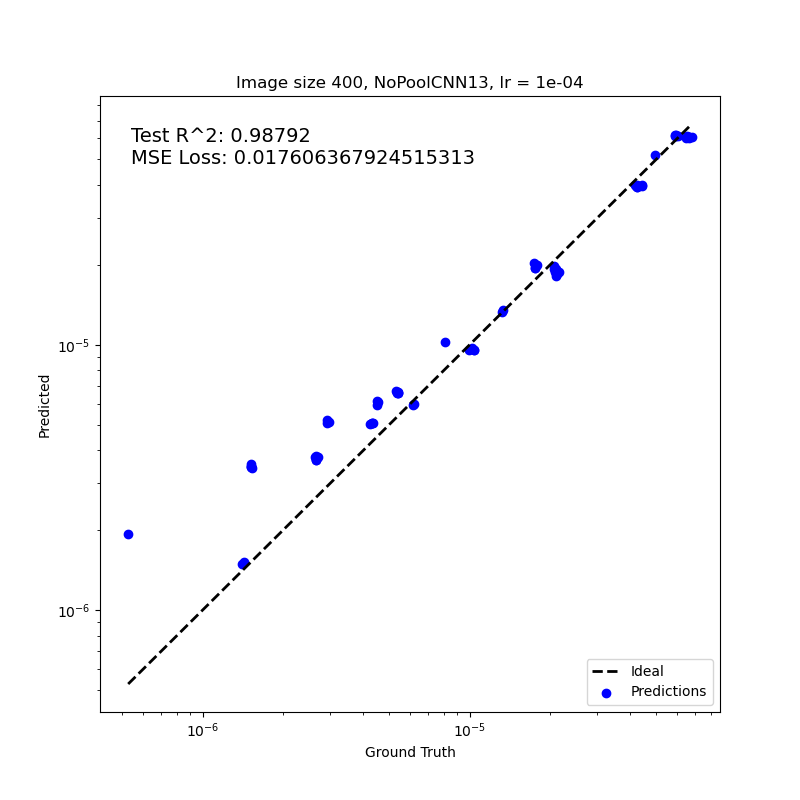 Image size 400, NoPoolCNN13, lr = 1e-04
Test R^2: 0.98792
MSE Loss: 0.017606367924515313
10⁻⁵
10⁻⁶
Predicted
Ideal
Predictions
10⁻⁶
10⁻⁵
Ground Truth